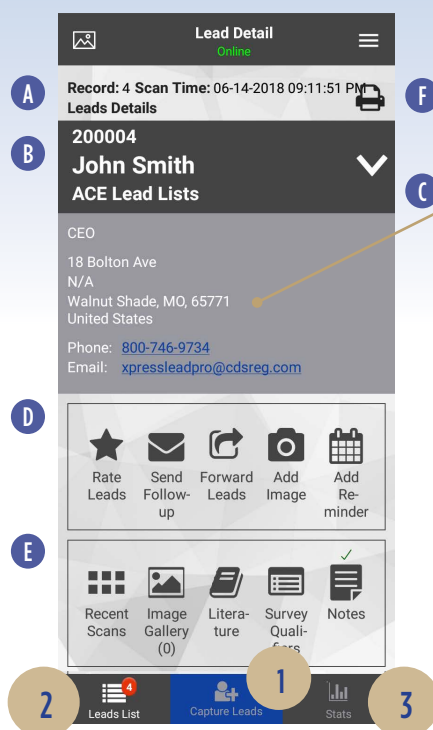 Lead Detail
Online
A
Record: 4 Scan Time: 06-14-2018 09:11:51 PM
F
Leads Details
B
200004
John Smith
ACE Lead Lists
C
CEO
18 Bolton Ave
N/A
Walnut Shade, MO, 65771
United States
Phone: 800-746-9734
Email: xpressleadpro@cdsreg.com
D
Rate Leads
Send Follow-up
Forward Leads
Add Image
Add Re-minder
E
Recent Scans
Image Gallery (0)
Litera-ture
Survey Quali-fiers
Notes
2
4
Leads List
1
Capture Leads
3
Stats